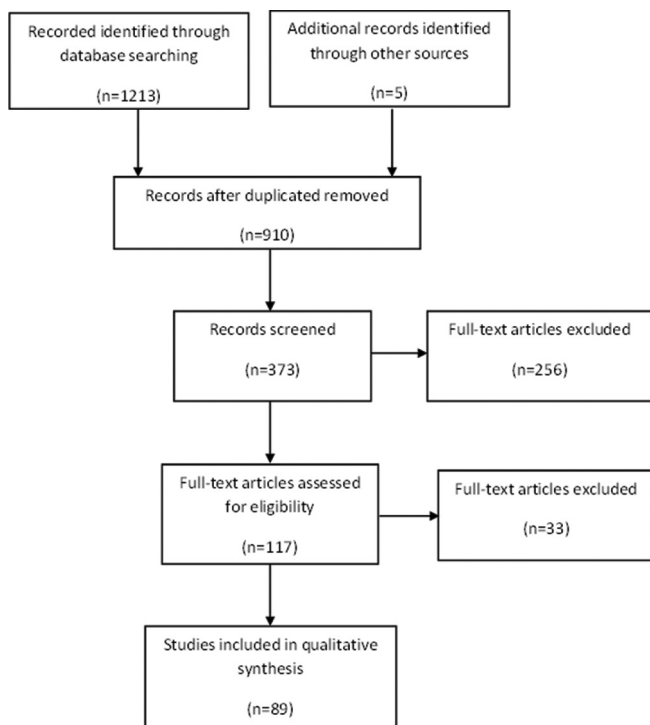 Recorded identified through
database searching
(n=1213)
Additional records identified
through other sources
(n=5)
Records after duplicated removed
(n=910)
Records screened
(n=373)
Full-text articles excluded
(n=256)
Full-text articles assessed
for eligibility
(n=117)
Full-text articles excluded
(n=33)
Studies included in qualitative
synthesis
(n=89)